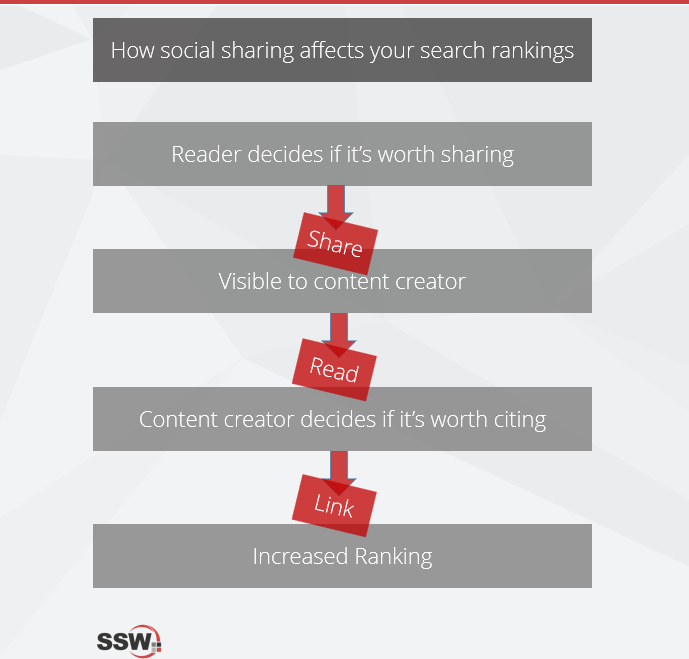 How social sharing affects your search rankings
Reader decides if it’s worth sharing
Share
Visible to content creator
Read
Content creator decides if it’s worth citing
Link
Increased Ranking
SSW